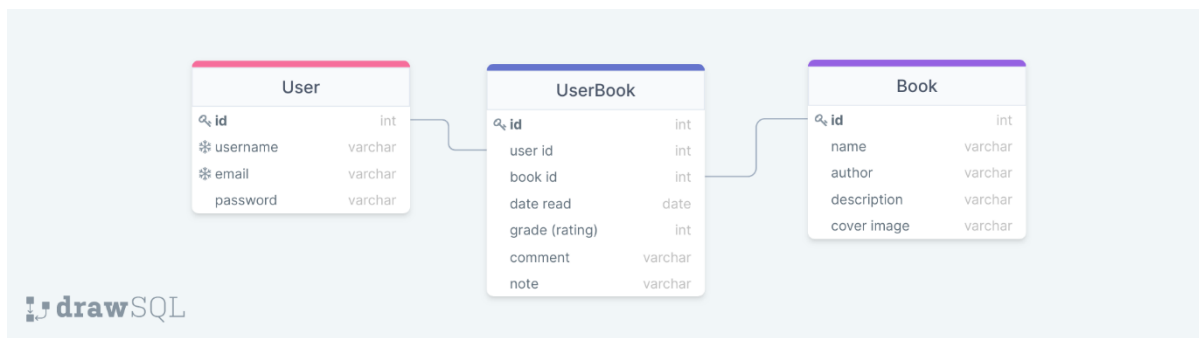 User
id int
username varchar
email varchar
password varchar
UserBook
id int
user id int
book id int
date read date
grade (rating) int
comment varchar
note varchar
Book
id int
name varchar
author varchar
description varchar
cover image varchar
drawSQL